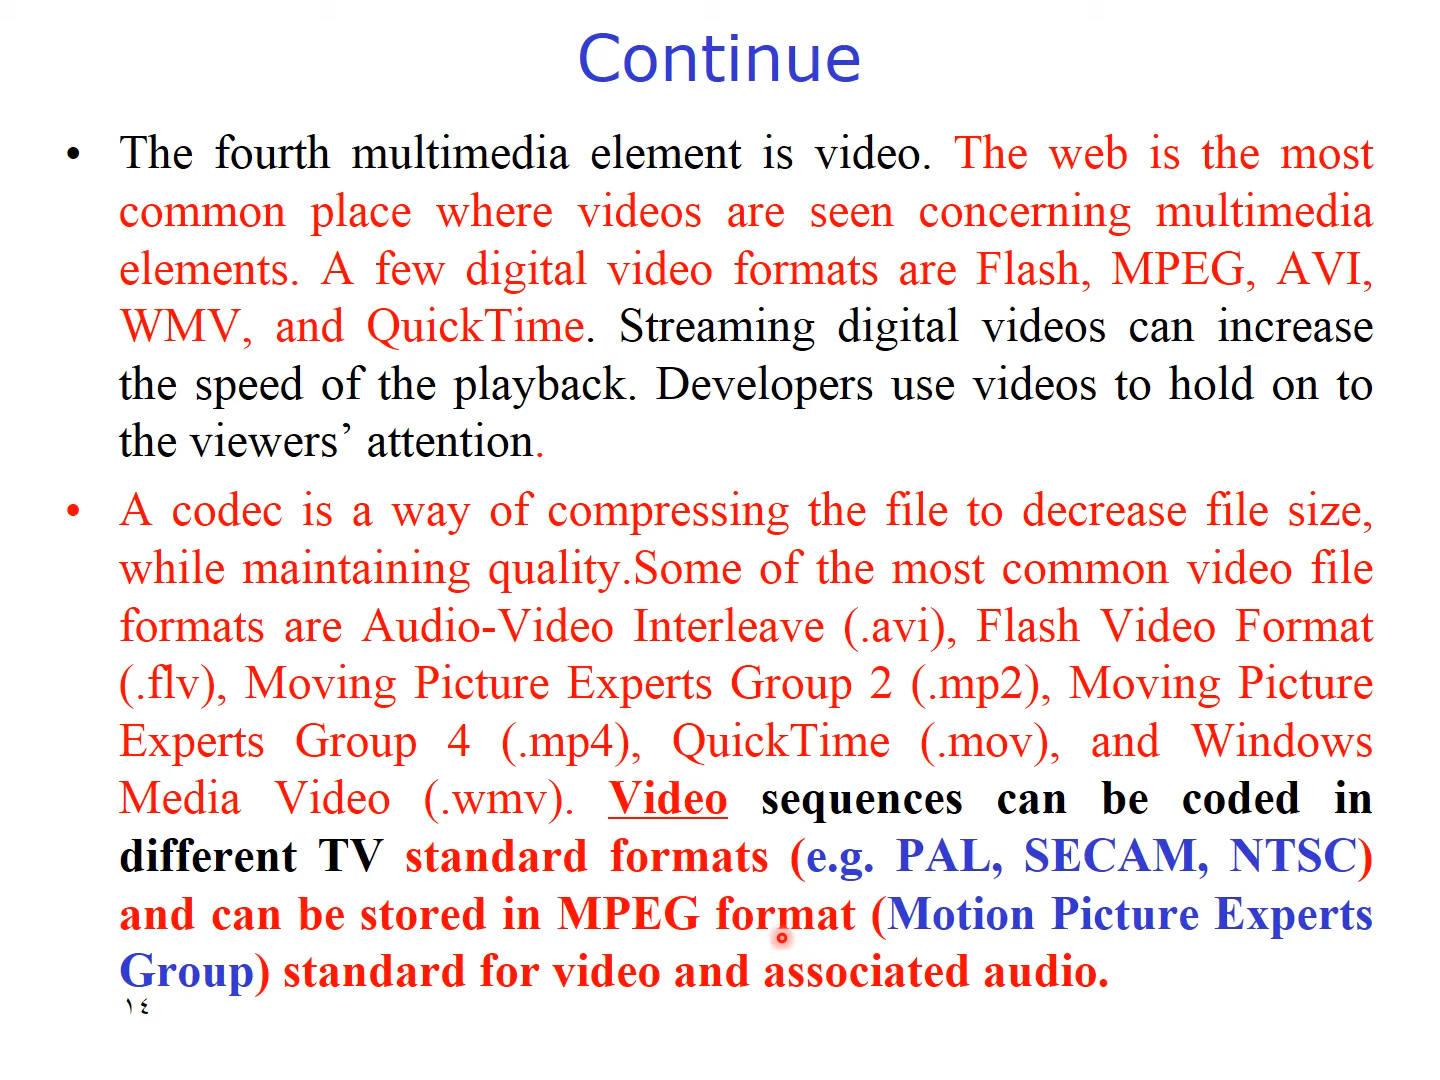 Continue
• The fourth multimedia element is video. The web is the most
common place where videos are seen concerning multimedia
elements. A few digital video formats are Flash, MPEG, AVI,
WMV, and QuickTime. Streaming digital videos can increase
the speed of the playback. Developers use videos to hold on to
the viewers’ attention.
• A codec is a way of compressing the file to decrease file size,
while maintaining quality.Some of the most common video file
formats are Audio-Video Interleave (.avi), Flash Video Format
(.flv), Moving Picture Experts Group 2 (.mp2), Moving Picture
Experts Group 4 (.mp4), QuickTime (.mov), and Windows
Media Video (.wmv). Video sequences can be coded in
different TV standard formats (e.g. PAL, SECAM, NTSC)
and can be stored in MPEG format (Motion Picture Experts
Group) standard for video and associated audio.
١٤